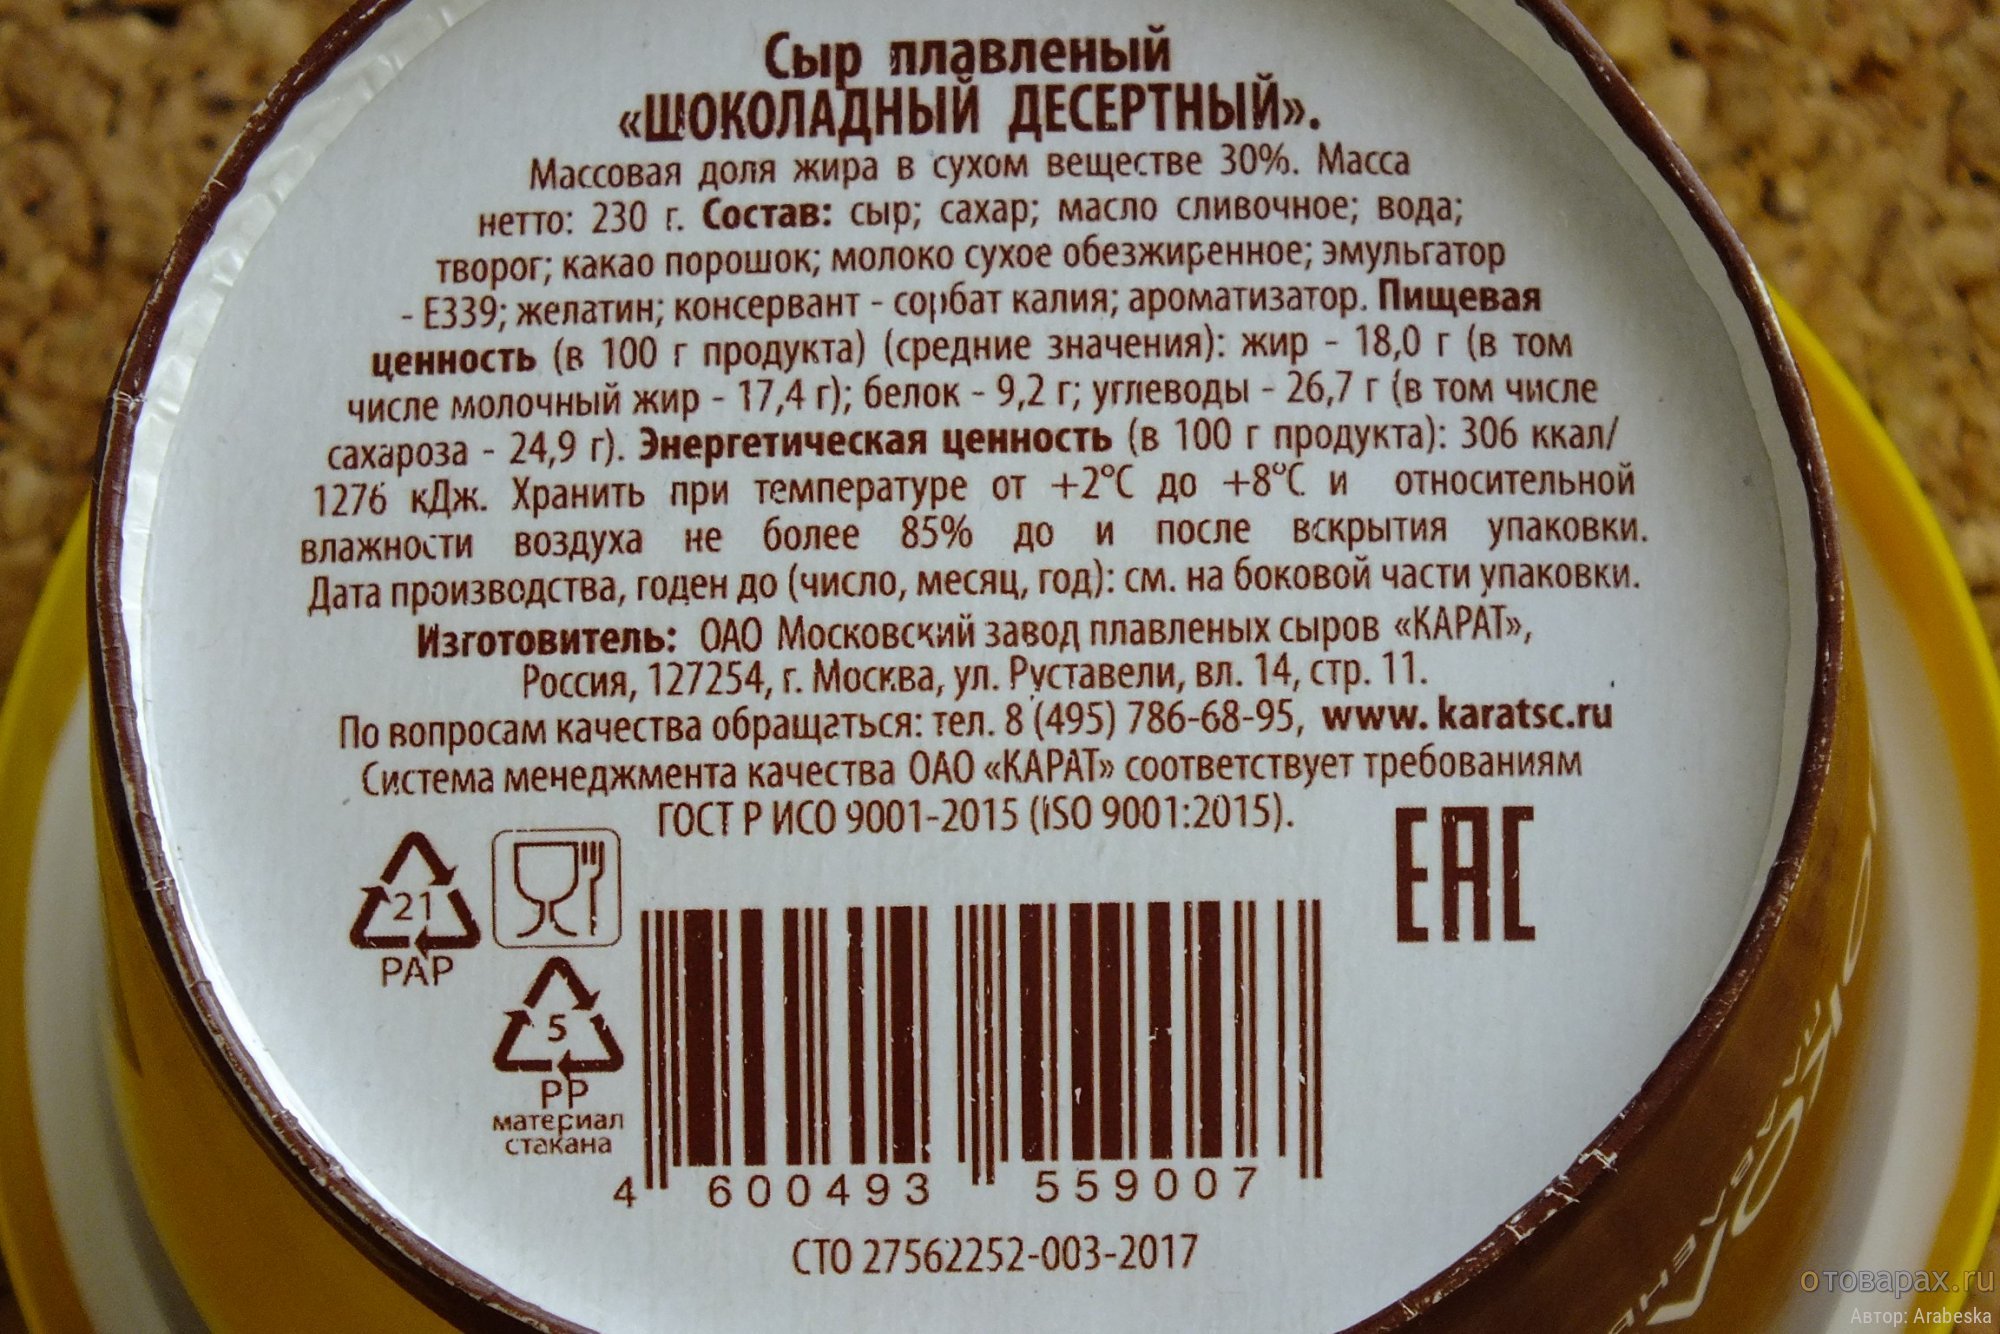 Сыр плавленый
«ШОКОЛАДНЫЙ ДЕСЕРТНЫЙ».
Массовая доля жира в сухом веществе 30%. Масса
нетто: 230 г. Состав: сыр; сахар; масло сливочное; вода;
творог; какао порошок; молоко сухое обезжиренное; эмульгатор
- Е339; желатин; консервант - сорбат калия; ароматизатор. Пищевая
ценность (в 100 г продукта) (средние значения): жир - 18,0 г (в том
числе молочный жир - 17,4 г); белок - 9,2 г; углеводы - 26,7 г (в том числе
сахароза - 24,9 г). Энергетическая ценность (в 100 г продукта): 306 ккал/
1276 кДж. Хранить при температуре от +2°С до +8°С и относительной
влажности воздуха не более 85% до и после вскрытия упаковки.
Дата производства, годен до (число, месяц, год): см. на боковой части упаковки.
Изготовитель: ОАО Московский завод плавленых сыров «КАРАТ»,
Россия, 127254, г. Москва, ул. Руставели, вл. 14, стр. 11.
По вопросам качества обращаться: тел. 8 (495) 786-68-95, www. karatsc.ru
Система менеджмента качества ОАО «КАРАТ» соответствует требованиям
ГОСТ Р ИСО 9001-2015 (ISO 9001:2015).
EAC
21
PAP
5
PP
материал
стакана
4 600493 559007
СТО 27562252-003-2017
отоварах.ru
Автор: Arabeska